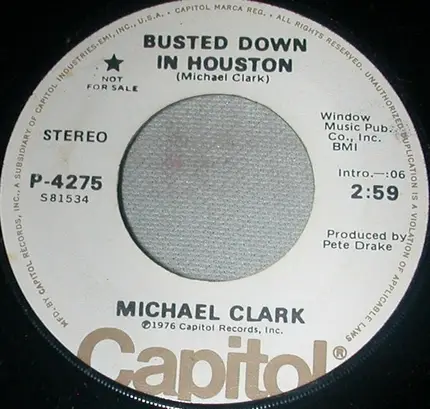 MFD. BY CAPITOL RECORDS, INC., A SUBSIDIARY OF CAPITOL INDUSTRIES-EMI, INC., U.S.A. • CAPITOL MARCA REG. • ALL RIGHTS RESERVED. UNAUTHORIZED DUPLICATION IS A VIOLATION OF APPLICABLE LAWS
BUSTED DOWN
IN HOUSTON
(Michael Clark)
★
NOT
FOR SALE
STEREO
P-4275
S81534
Window
Music Pub.
Co., Inc.
BMI
Intro.—:06
2:59
Produced by
Pete Drake
MICHAEL CLARK
℗1976 Capitol Records, Inc.
Capitol®